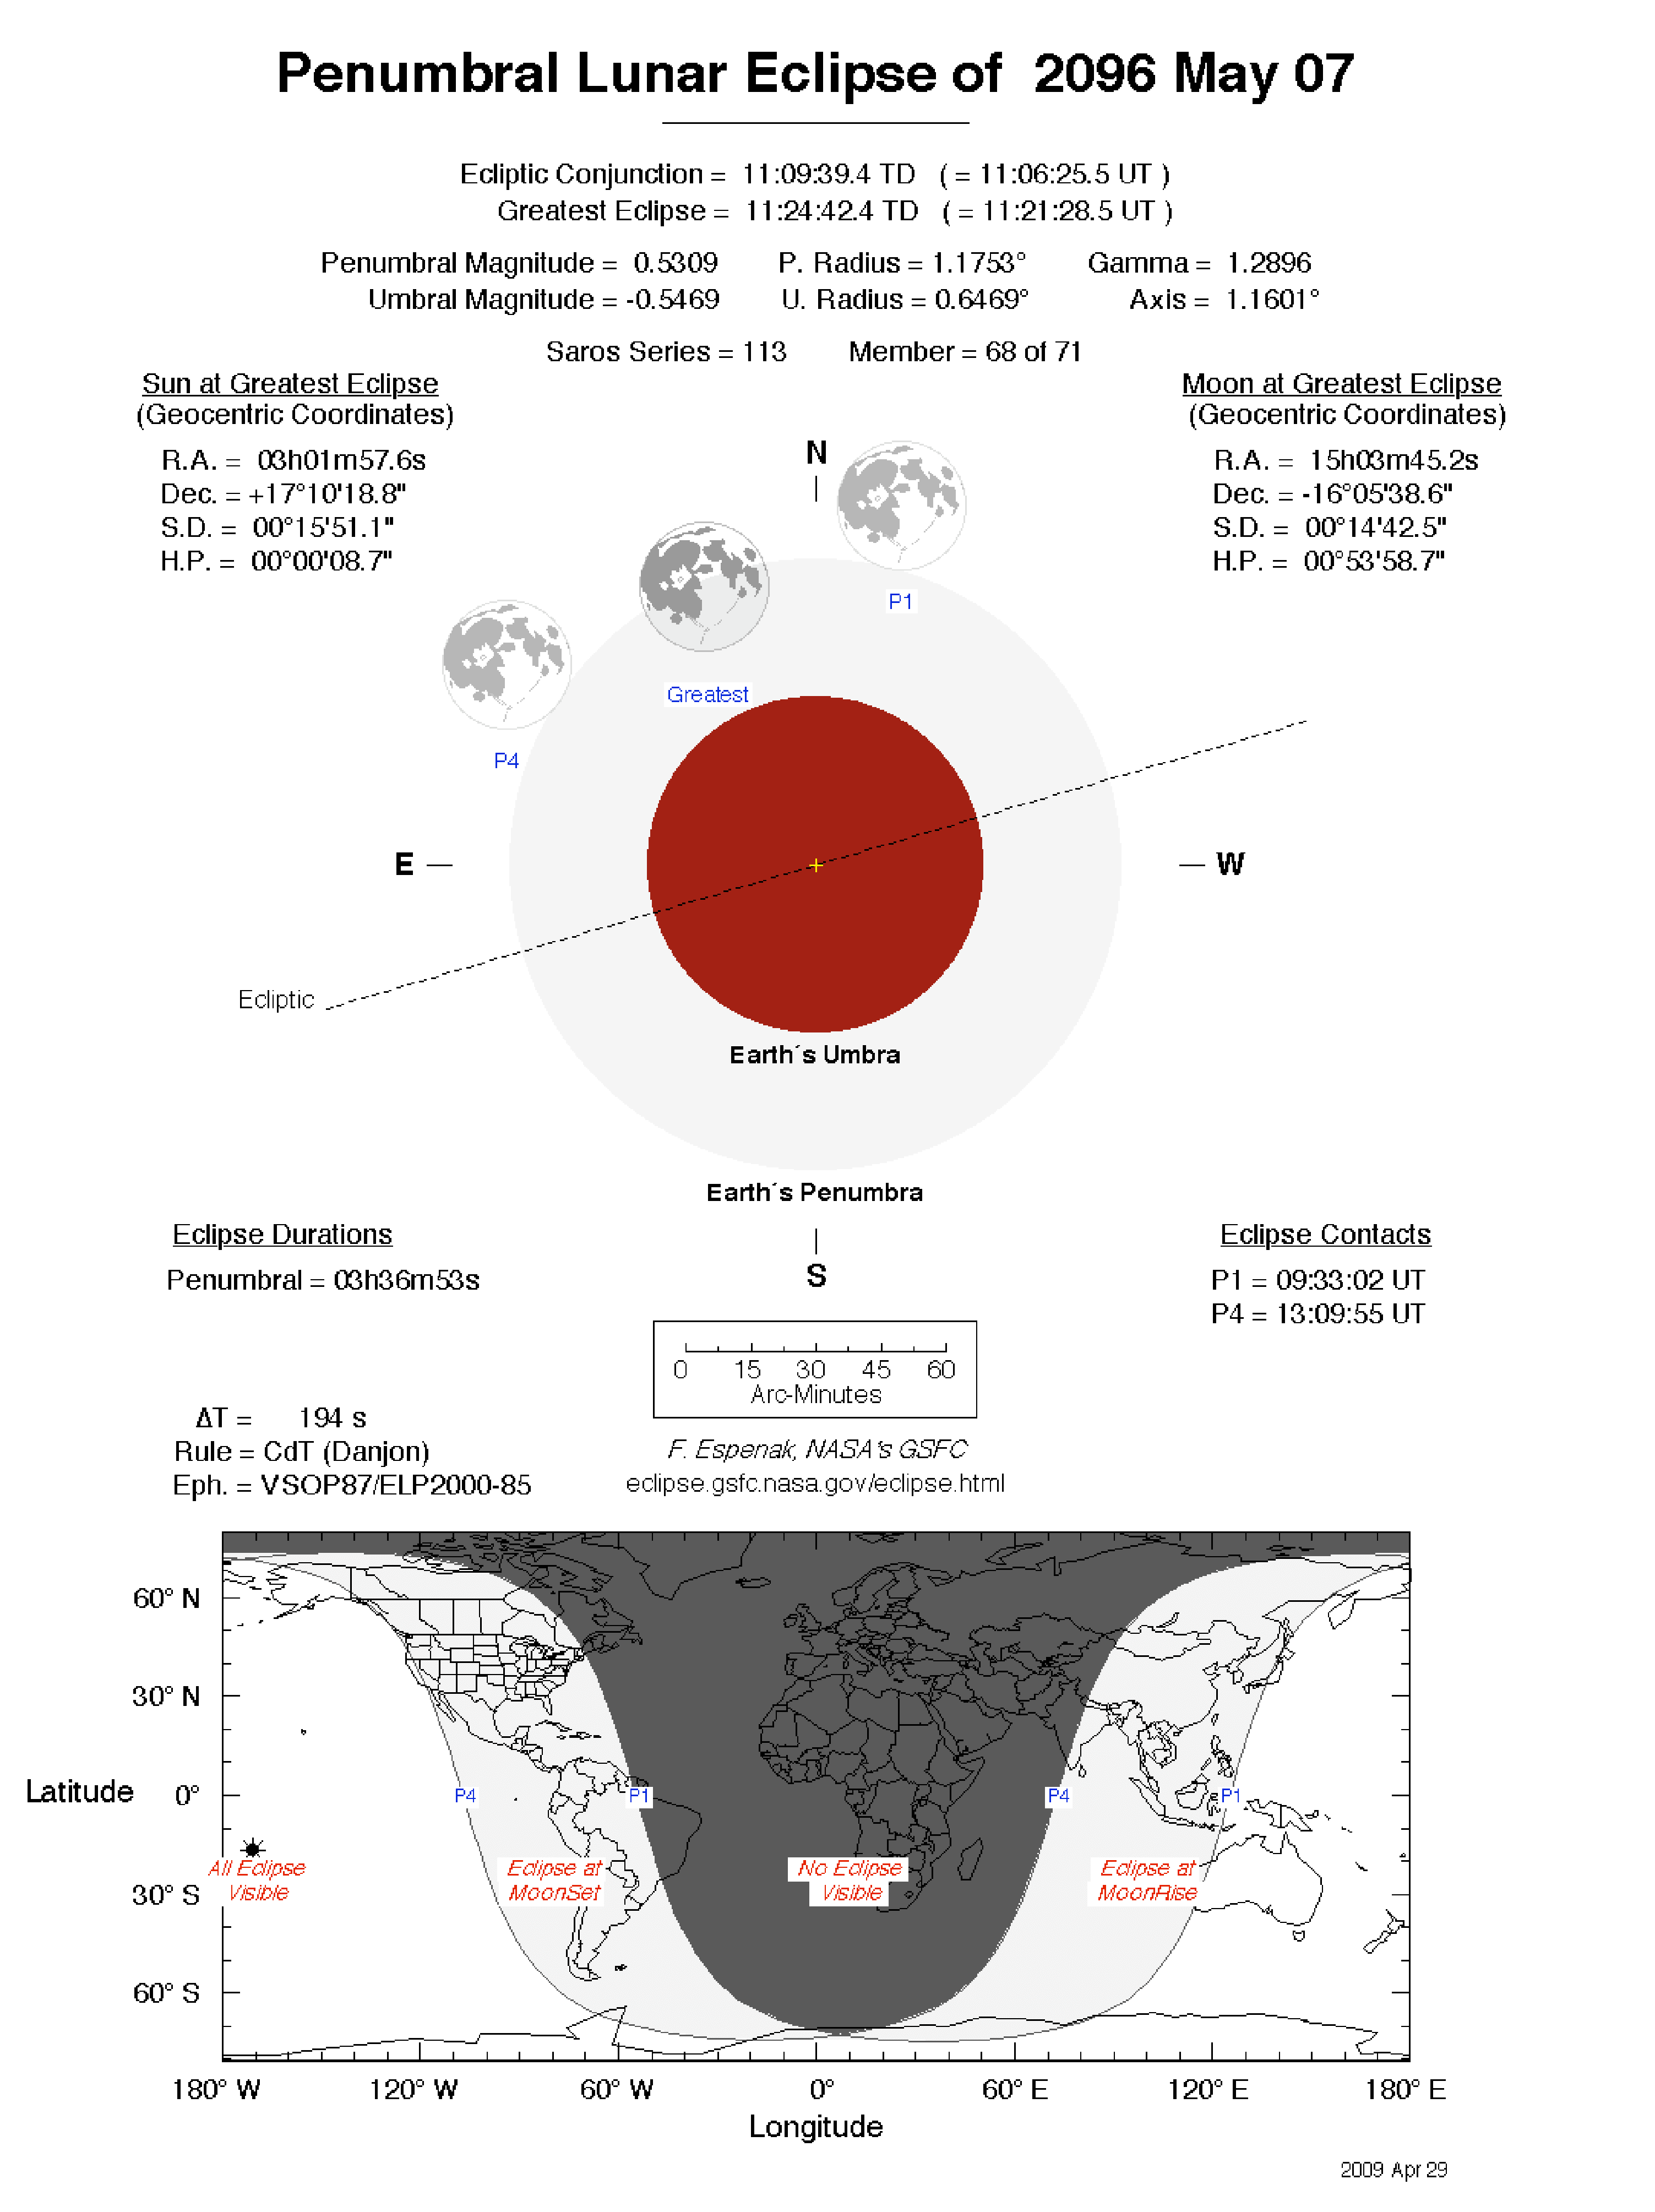 Penumbral Lunar Eclipse of 2096 May 07
Ecliptic Conjunction = 11:09:39.4 TD ( = 11:06:25.5 UT )
Greatest Eclipse = 11:24:42.4 TD ( = 11:21:28.5 UT )
Penumbral Magnitude = 0.5309 P. Radius = 1.1753° Gamma = 1.2896
Umbral Magnitude = -0.5469 U. Radius = 0.6469° Axis = 1.1601°
Saros Series = 113 Member = 68 of 71
Sun at Greatest Eclipse
(Geocentric Coordinates)
R.A. = 03h01m57.6s
Dec. = +17°10'18.8"
S.D. = 00°15'51.1"
H.P. = 00°00'08.7"
Moon at Greatest Eclipse
(Geocentric Coordinates)
R.A. = 15h03m45.2s
Dec. = -16°05'38.6"
S.D. = 00°14'42.5"
H.P. = 00°53'58.7"
N
P1
Greatest
P4
E
W
Ecliptic
Earth´s Umbra
Earth´s Penumbra
S
Eclipse Durations
Penumbral = 03h36m53s
Eclipse Contacts
P1 = 09:33:02 UT
P4 = 13:09:55 UT
0 15 30 45 60
Arc-Minutes
ΔT = 194 s
Rule = CdT (Danjon)
Eph. = VSOP87/ELP2000-85
F. Espenak, NASA's GSFC
eclipse.gsfc.nasa.gov/eclipse.html
60° N
30° N
Latitude 0°
30° S
60° S
P4 P1 P4 P1
All Eclipse
Visible
Eclipse at
MoonSet
No Eclipse
Visible
Eclipse at
MoonRise
180° W 120° W 60° W 0° 60° E 120° E 180° E
Longitude
2009 Apr 29